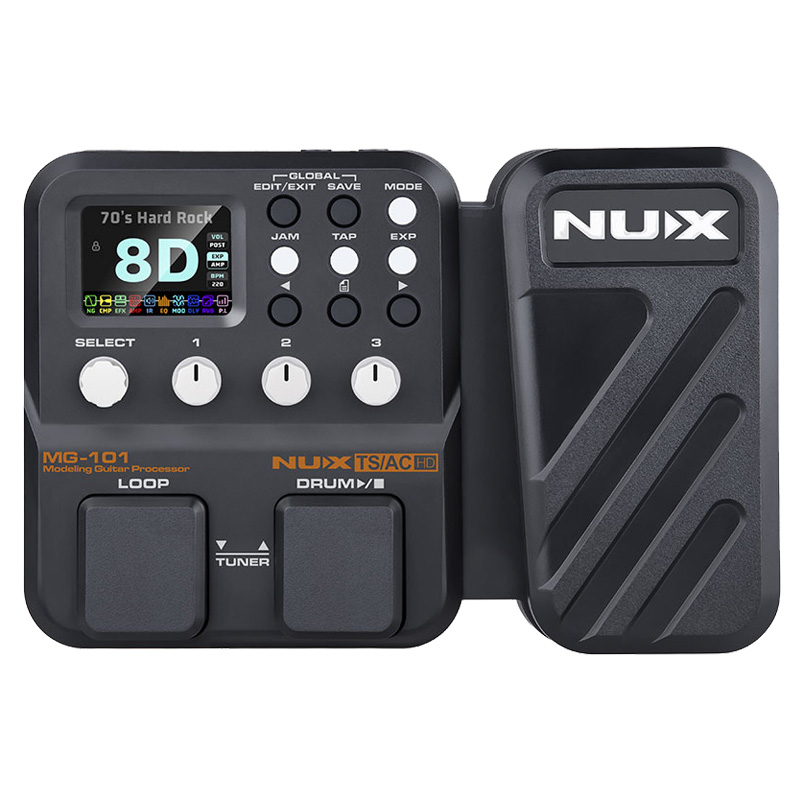 GLOBAL
EDIT/EXIT SAVE MODE
70's Hard Rock
8D
VOL
POST
EXP
AMP
BPM
220
NG CMP EFX AMP IR EQ MOD DLY RVB P.L
JAM TAP EXP
SELECT 1 2 3
NUX
MG-101
Modeling Guitar Processor
NUX TS/AC HD
LOOP DRUM
TUNER